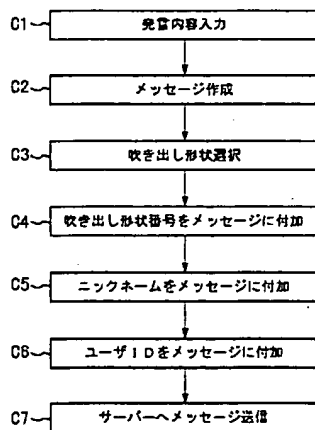 C1 発言内容入力
C2 メッセージ作成
C3 吹き出し形状選択
C4 吹き出し形状番号をメッセージに付加
C5 ニックネームをメッセージに付加
C6 ユーザIDをメッセージに付加
C7 サーバーへメッセージ送信